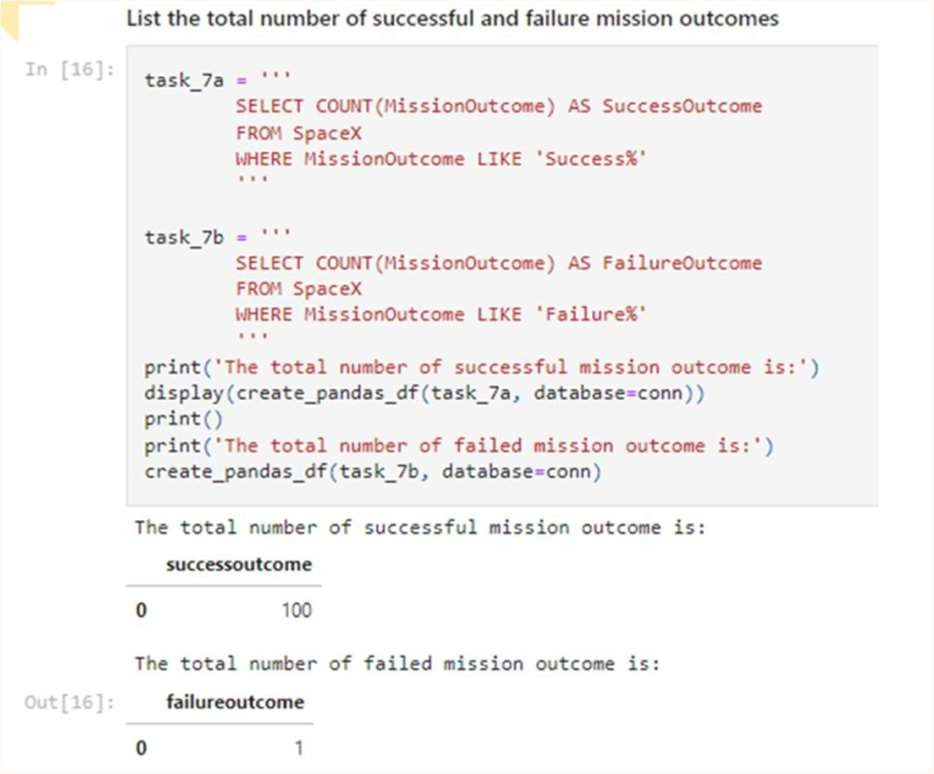 List the total number of successful and failure mission outcomes
In [16]:
task_7a = '''
SELECT COUNT(MissionOutcome) AS SuccessOutcome
FROM SpaceX
WHERE MissionOutcome LIKE 'Success%'
'''
task_7b = '''
SELECT COUNT(MissionOutcome) AS FailureOutcome
FROM SpaceX
WHERE MissionOutcome LIKE 'Failure%'
'''
print('The total number of successful mission outcome is:')
display(create_pandas_df(task_7a, database=conn))
print()
print('The total number of failed mission outcome is:')
create_pandas_df(task_7b, database=conn)
The total number of successful mission outcome is:
successoutcome
0 100
The total number of failed mission outcome is:
Out[16]: failureoutcome
0 1